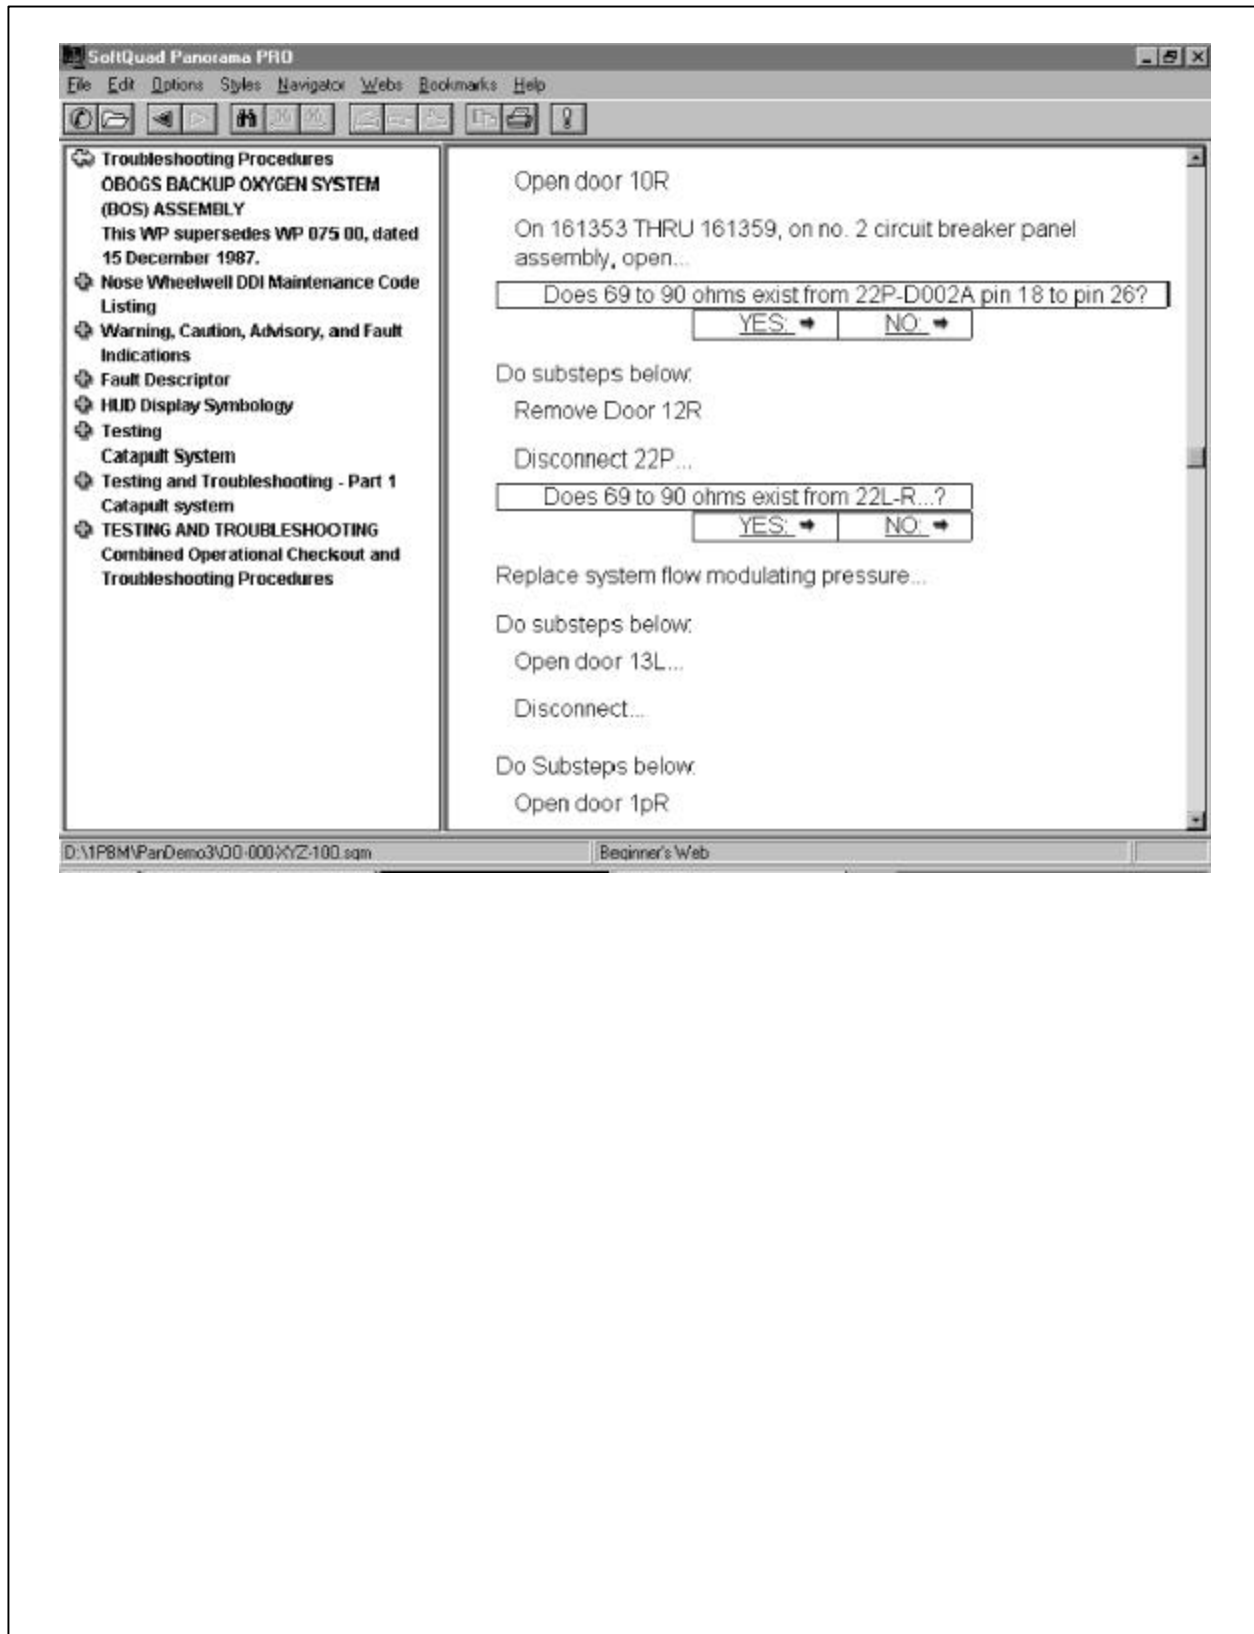 SoftQuad Panorama PRO
File Edit Options Styles Navigator Webs Bookmarks Help
Troubleshooting Procedures
OBOGS BACKUP OXYGEN SYSTEM
(BOS) ASSEMBLY
This WP supersedes WP 075 00, dated
15 December 1987.
Nose Wheelwell DDI Maintenance Code
Listing
Warning, Caution, Advisory, and Fault
Indications
Fault Descriptor
HUD Display Symbology
Testing
Catapult System
Testing and Troubleshooting - Part 1
Catapult system
TESTING AND TROUBLESHOOTING
Combined Operational Checkout and
Troubleshooting Procedures
Open door 10R
On 161353 THRU 161359, on no. 2 circuit breaker panel
assembly, open...
Does 69 to 90 ohms exist from 22P-D002A pin 18 to pin 26?
YES: NO:
Do substeps below:
Remove Door 12R
Disconnect 22P...
Does 69 to 90 ohms exist from 22L-R...?
YES: NO:
Replace system flow modulating pressure...
Do substeps below:
Open door 13L...
Disconnect...
Do Substeps below:
Open door 1pR
D:\1PBM\PanDemo3\OO-000-XYZ-100.sgm
Beginner's Web